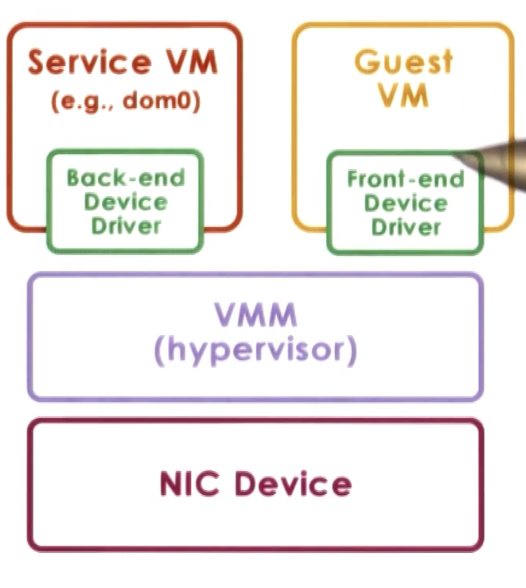 Service VM
(e.g., dom0)
Back-end
Device
Driver
Guest
VM
Front-end
Device
Driver
VMM
(hypervisor)
NIC Device